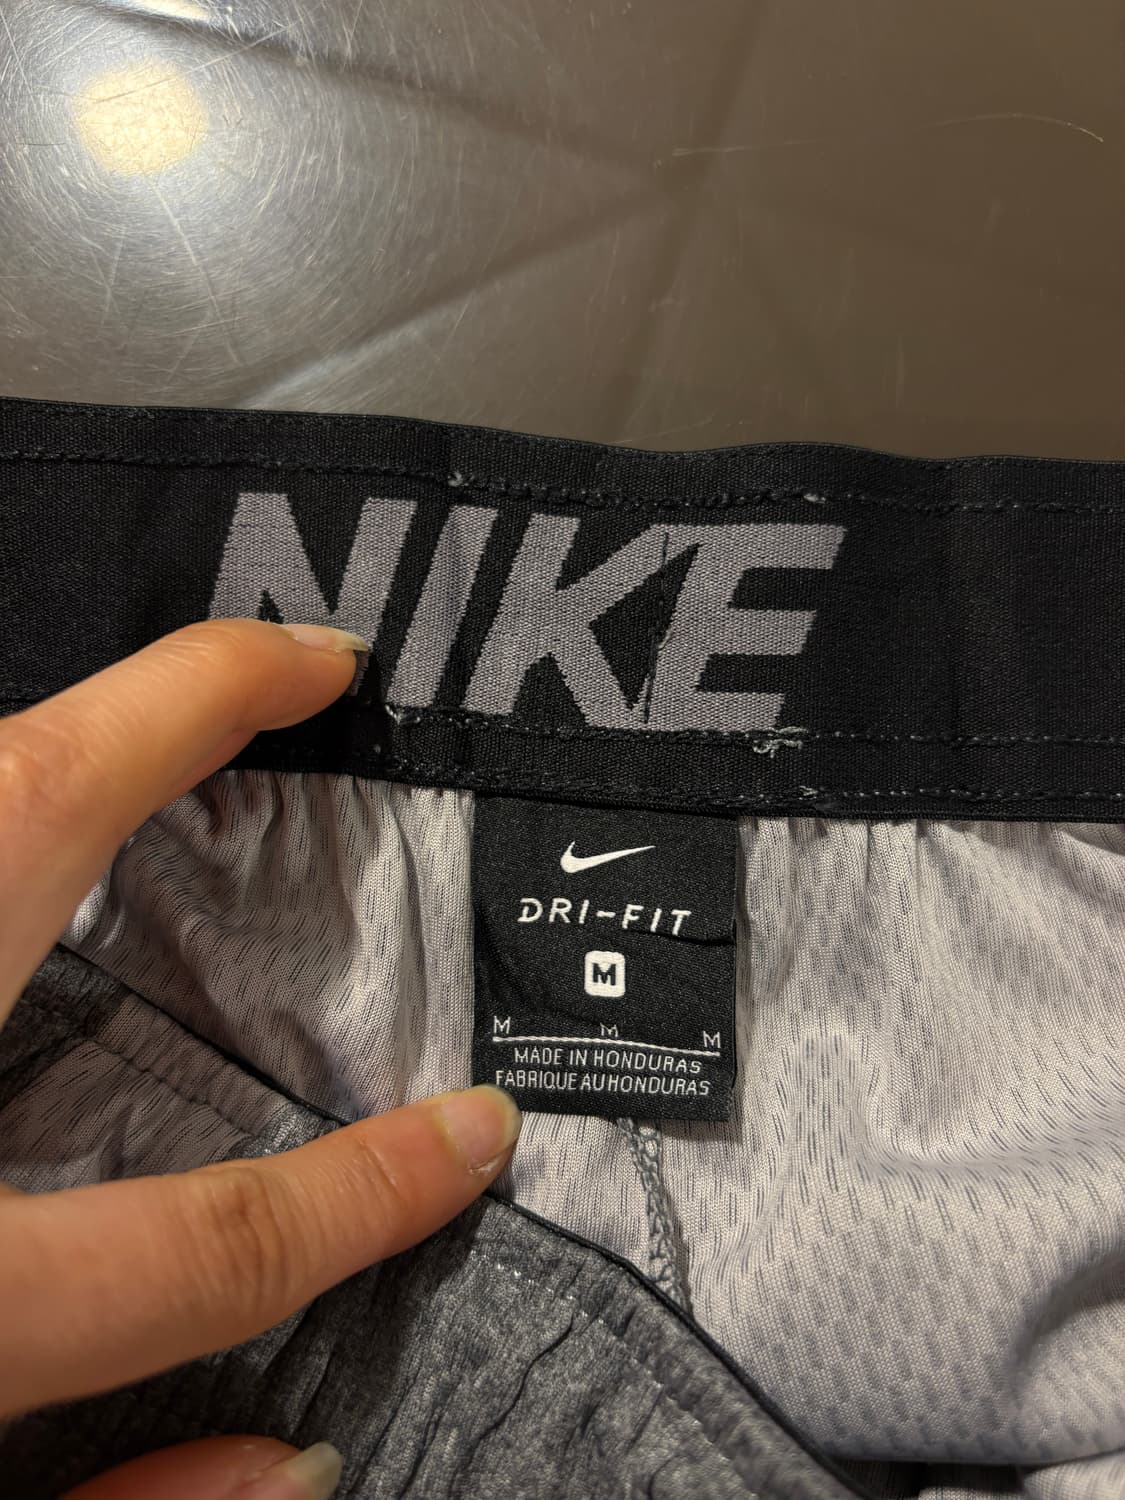 NIKE
DRI-FIT
M
M M M
MADE IN HONDURAS
FABRIQUE AU HONDURAS